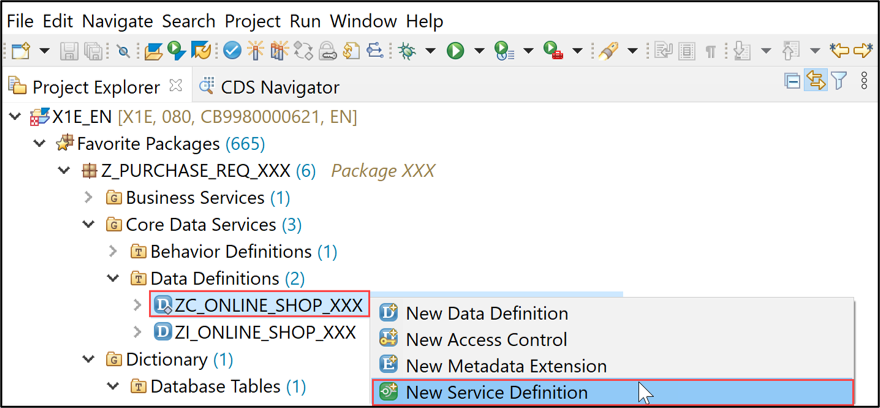 File Edit Navigate Search Project Run Window Help
Project Explorer CDS Navigator
X1E_EN [X1E, 080, CB9980000621, EN]
Favorite Packages (665)
Z_PURCHASE_REQ_XXX (6) Package XXX
Business Services (1)
Core Data Services (3)
Behavior Definitions (1)
Data Definitions (2)
ZC_ONLINE_SHOP_XXX
New Data Definition
ZI_ONLINE_SHOP_XXX
New Access Control
Dictionary (1)
New Metadata Extension
Database Tables (1)
New Service Definition